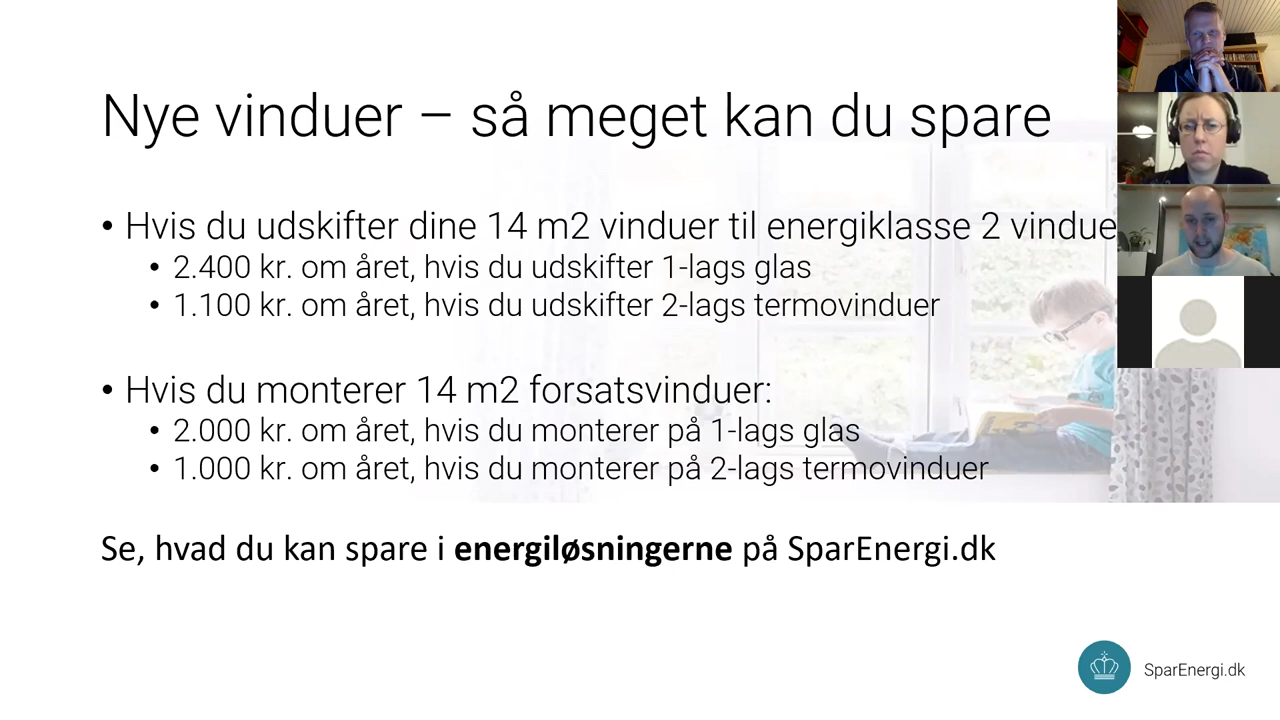 Nye vinduer – så meget kan du spare
• Hvis du udskifter dine 14 m2 vinduer til energiklasse 2 vindue
• 2.400 kr. om året, hvis du udskifter 1-lags glas
• 1.100 kr. om året, hvis du udskifter 2-lags termovinduer
• Hvis du monterer 14 m2 forsatsvinduer:
• 2.000 kr. om året, hvis du monterer på 1-lags glas
• 1.000 kr. om året, hvis du monterer på 2-lags termovinduer
Se, hvad du kan spare i energiløsningerne på SparEnergi.dk
SparEnergi.dk